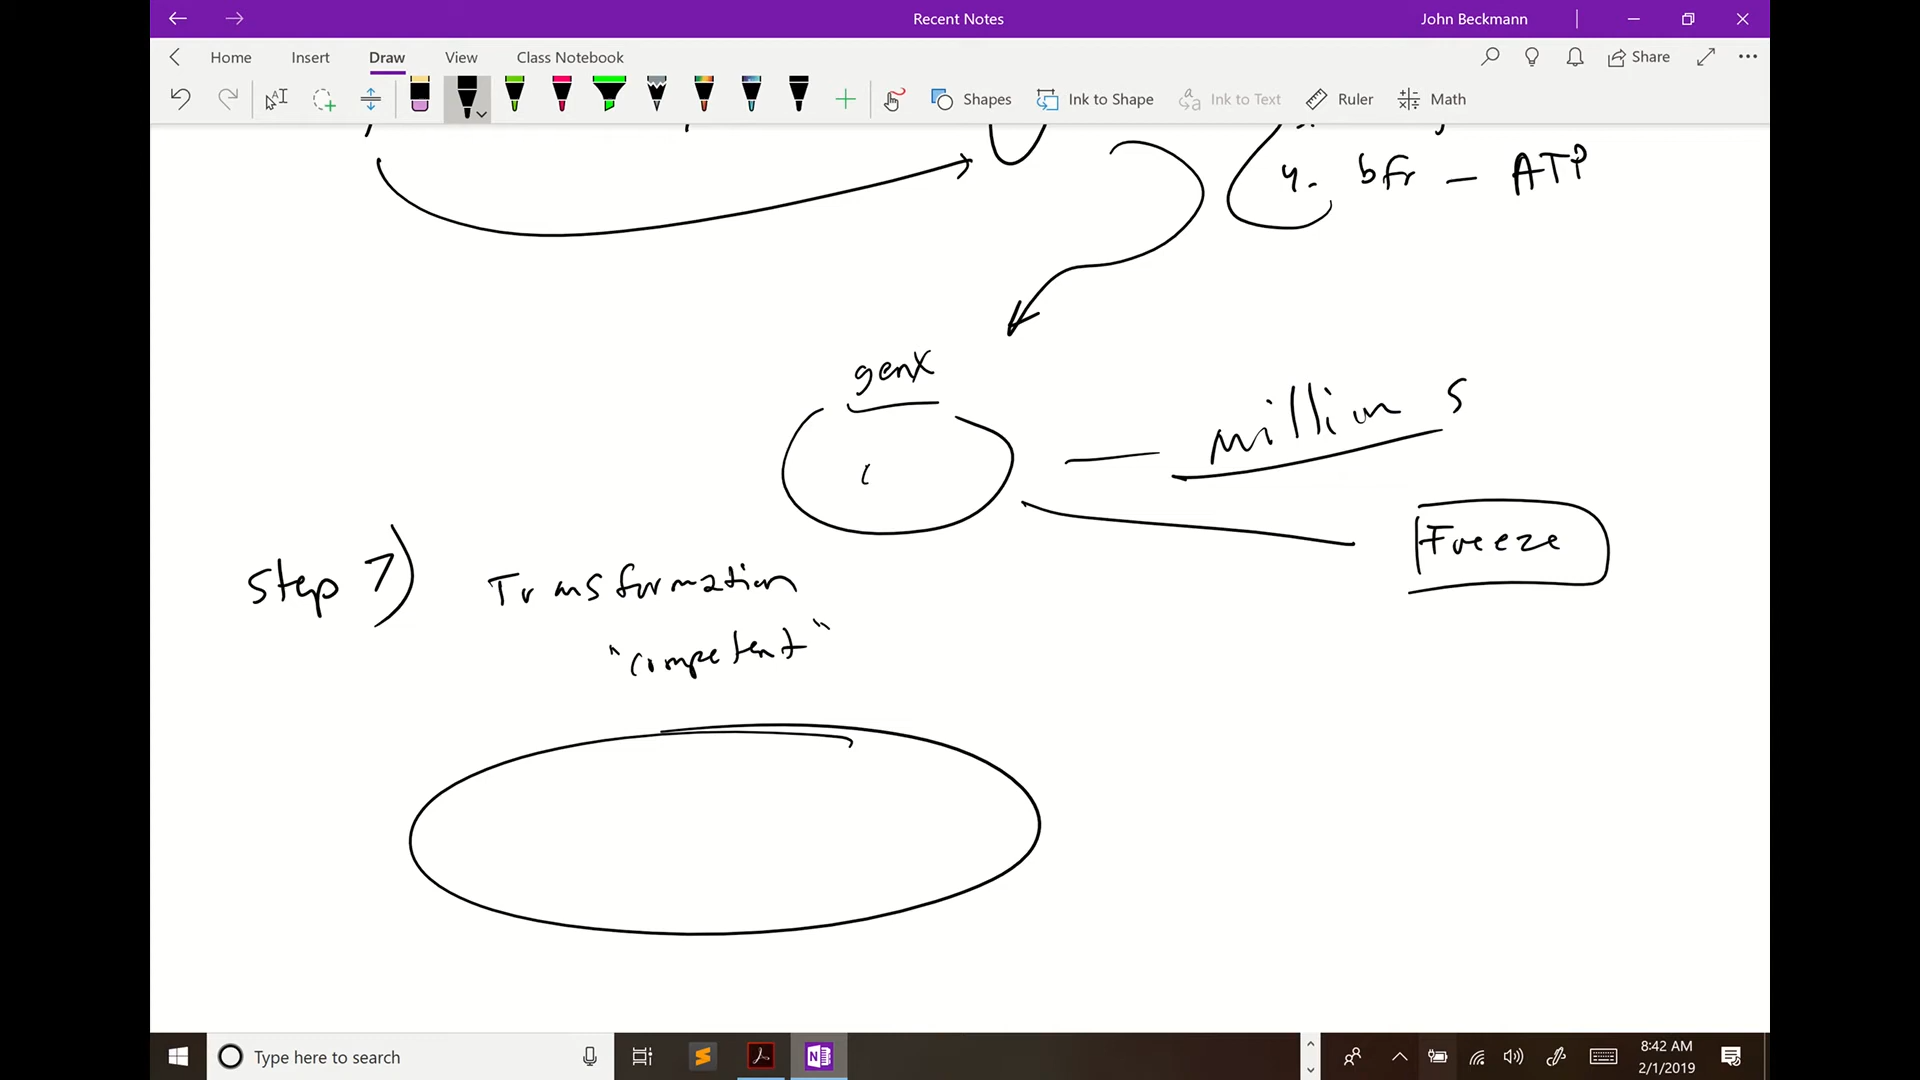 Recent Notes
John Beckmann
Home Insert Draw View Class Notebook
Share
Shapes Ink to Shape Ink to Text Ruler Math
4. bfr - ATP
genX
millions
Freeze
Step 7) Transformation
"competent"
Type here to search
8:42 AM
2/1/2019